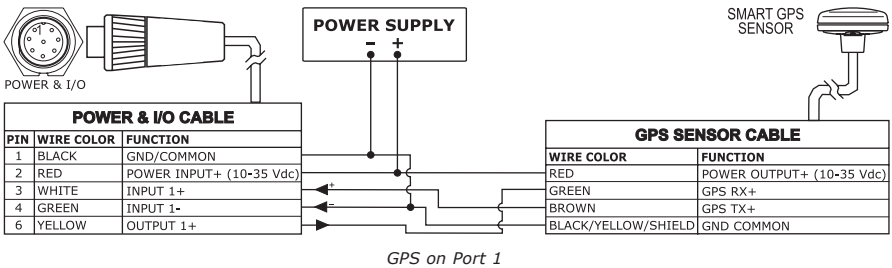 POWER SUPPLY
- +
SMART GPS
SENSOR
1
POWER & I/O
POWER & I/O CABLE
PIN WIRE COLOR FUNCTION
1 BLACK GND/COMMON
2 RED POWER INPUT+ (10-35 Vdc)
3 WHITE INPUT 1+
4 GREEN INPUT 1-
6 YELLOW OUTPUT 1+
+
-
GPS SENSOR CABLE
WIRE COLOR FUNCTION
RED POWER OUTPUT+ (10-35 Vdc)
GREEN GPS RX+
BROWN GPS TX+
BLACK/YELLOW/SHIELD GND COMMON
GPS on Port 1